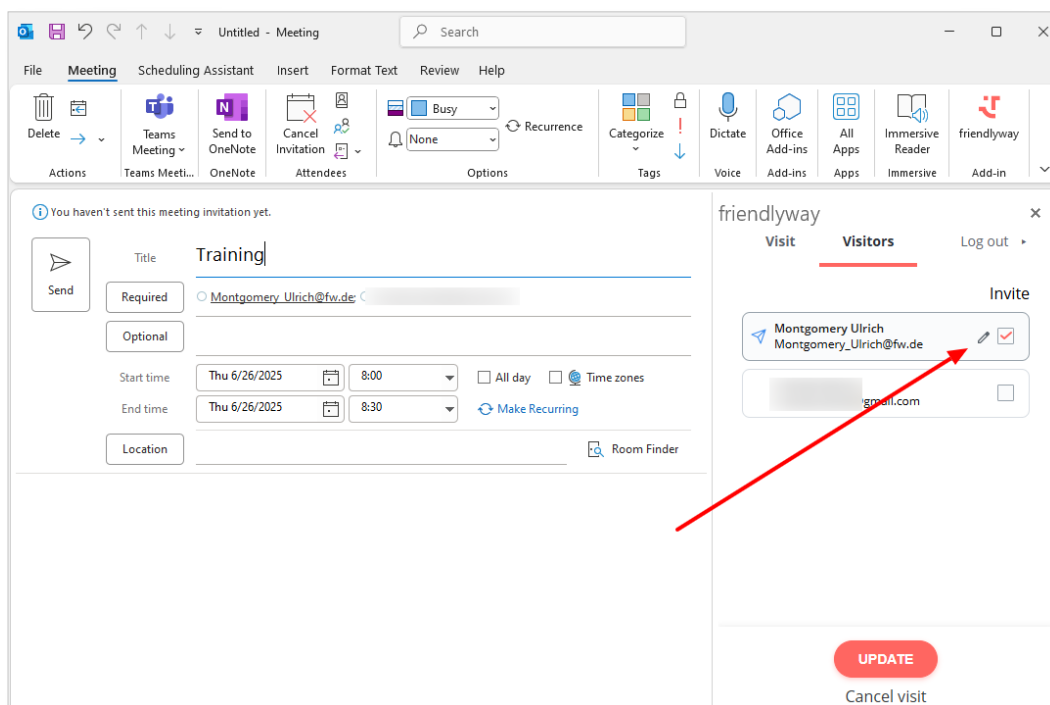 Untitled - Meeting
Search
File Meeting Scheduling Assistant Insert Format Text Review Help
Delete
Teams Meeting
Send to OneNote
Cancel Invitation
Busy
None
Recurrence
Categorize
Dictate
Office Add-ins
All Apps
Immersive Reader
friendlyway
Actions Teams Meeti... OneNote Attendees Options Tags Voice Add-ins Apps Immersive Add-in
You haven't sent this meeting invitation yet.
Send
Title Training
Required Montgomery_Ulrich@fw.de;
Optional
Start time Thu 6/26/2025 8:00 All day Time zones
End time Thu 6/26/2025 8:30 Make Recurring
Location Room Finder
friendlyway
Visit Visitors Log out
Invite
Montgomery Ulrich
Montgomery_Ulrich@fw.de
@gmail.com
UPDATE
Cancel visit